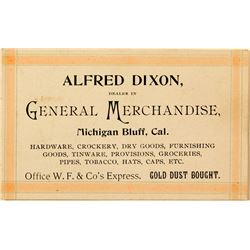 ALFRED DIXON,
DEALER IN
GENERAL MERCHANDISE,
Michigan Bluff, Cal.
HARDWARE, CROCKERY, DRY GOODS, FURNISHING
GOODS, TINWARE, PROVISIONS, GROCERIES,
PIPES, TOBACCO, HATS, CAPS, ETC.
Office W. F. & Co's Express. GOLD DUST BOUGHT.